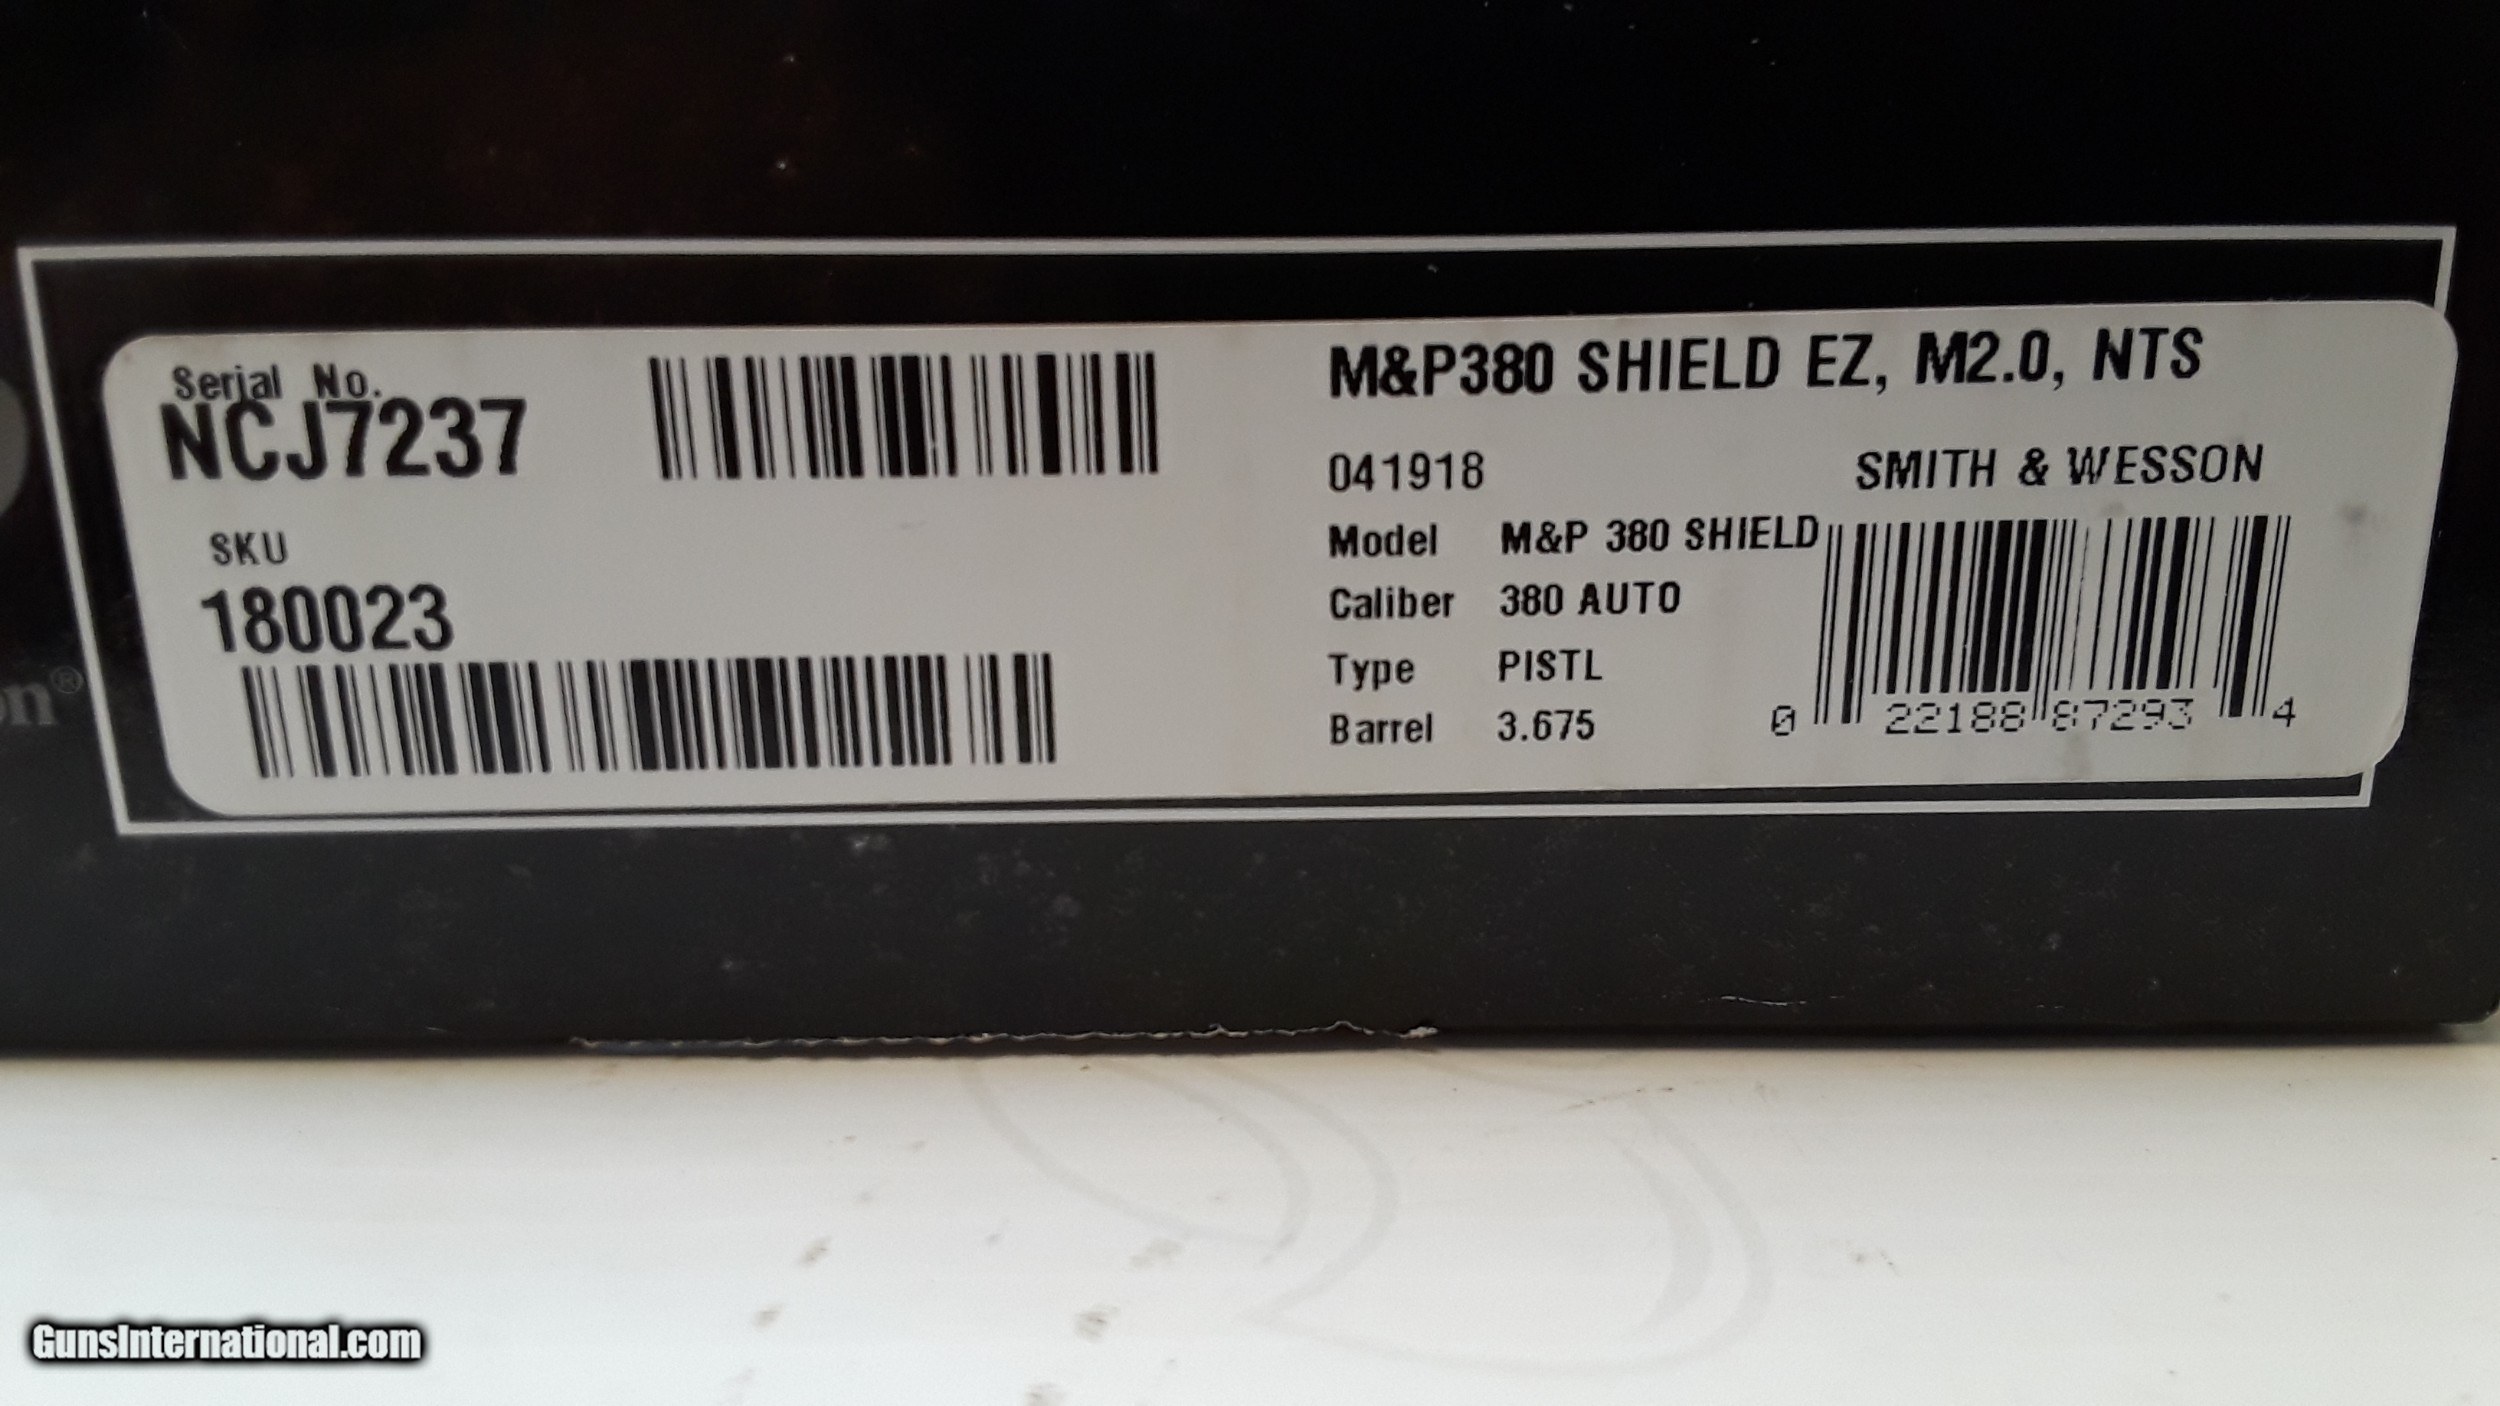 Serial No.
NCJ7237
SKU
180023
M&P380 SHIELD EZ, M2.0, NTS
041918
SMITH & WESSON
Model M&P 380 SHIELD
Caliber 380 AUTO
Type PISTL
Barrel 3.675
0 22188 87293 4
n®
GunsInternational.com